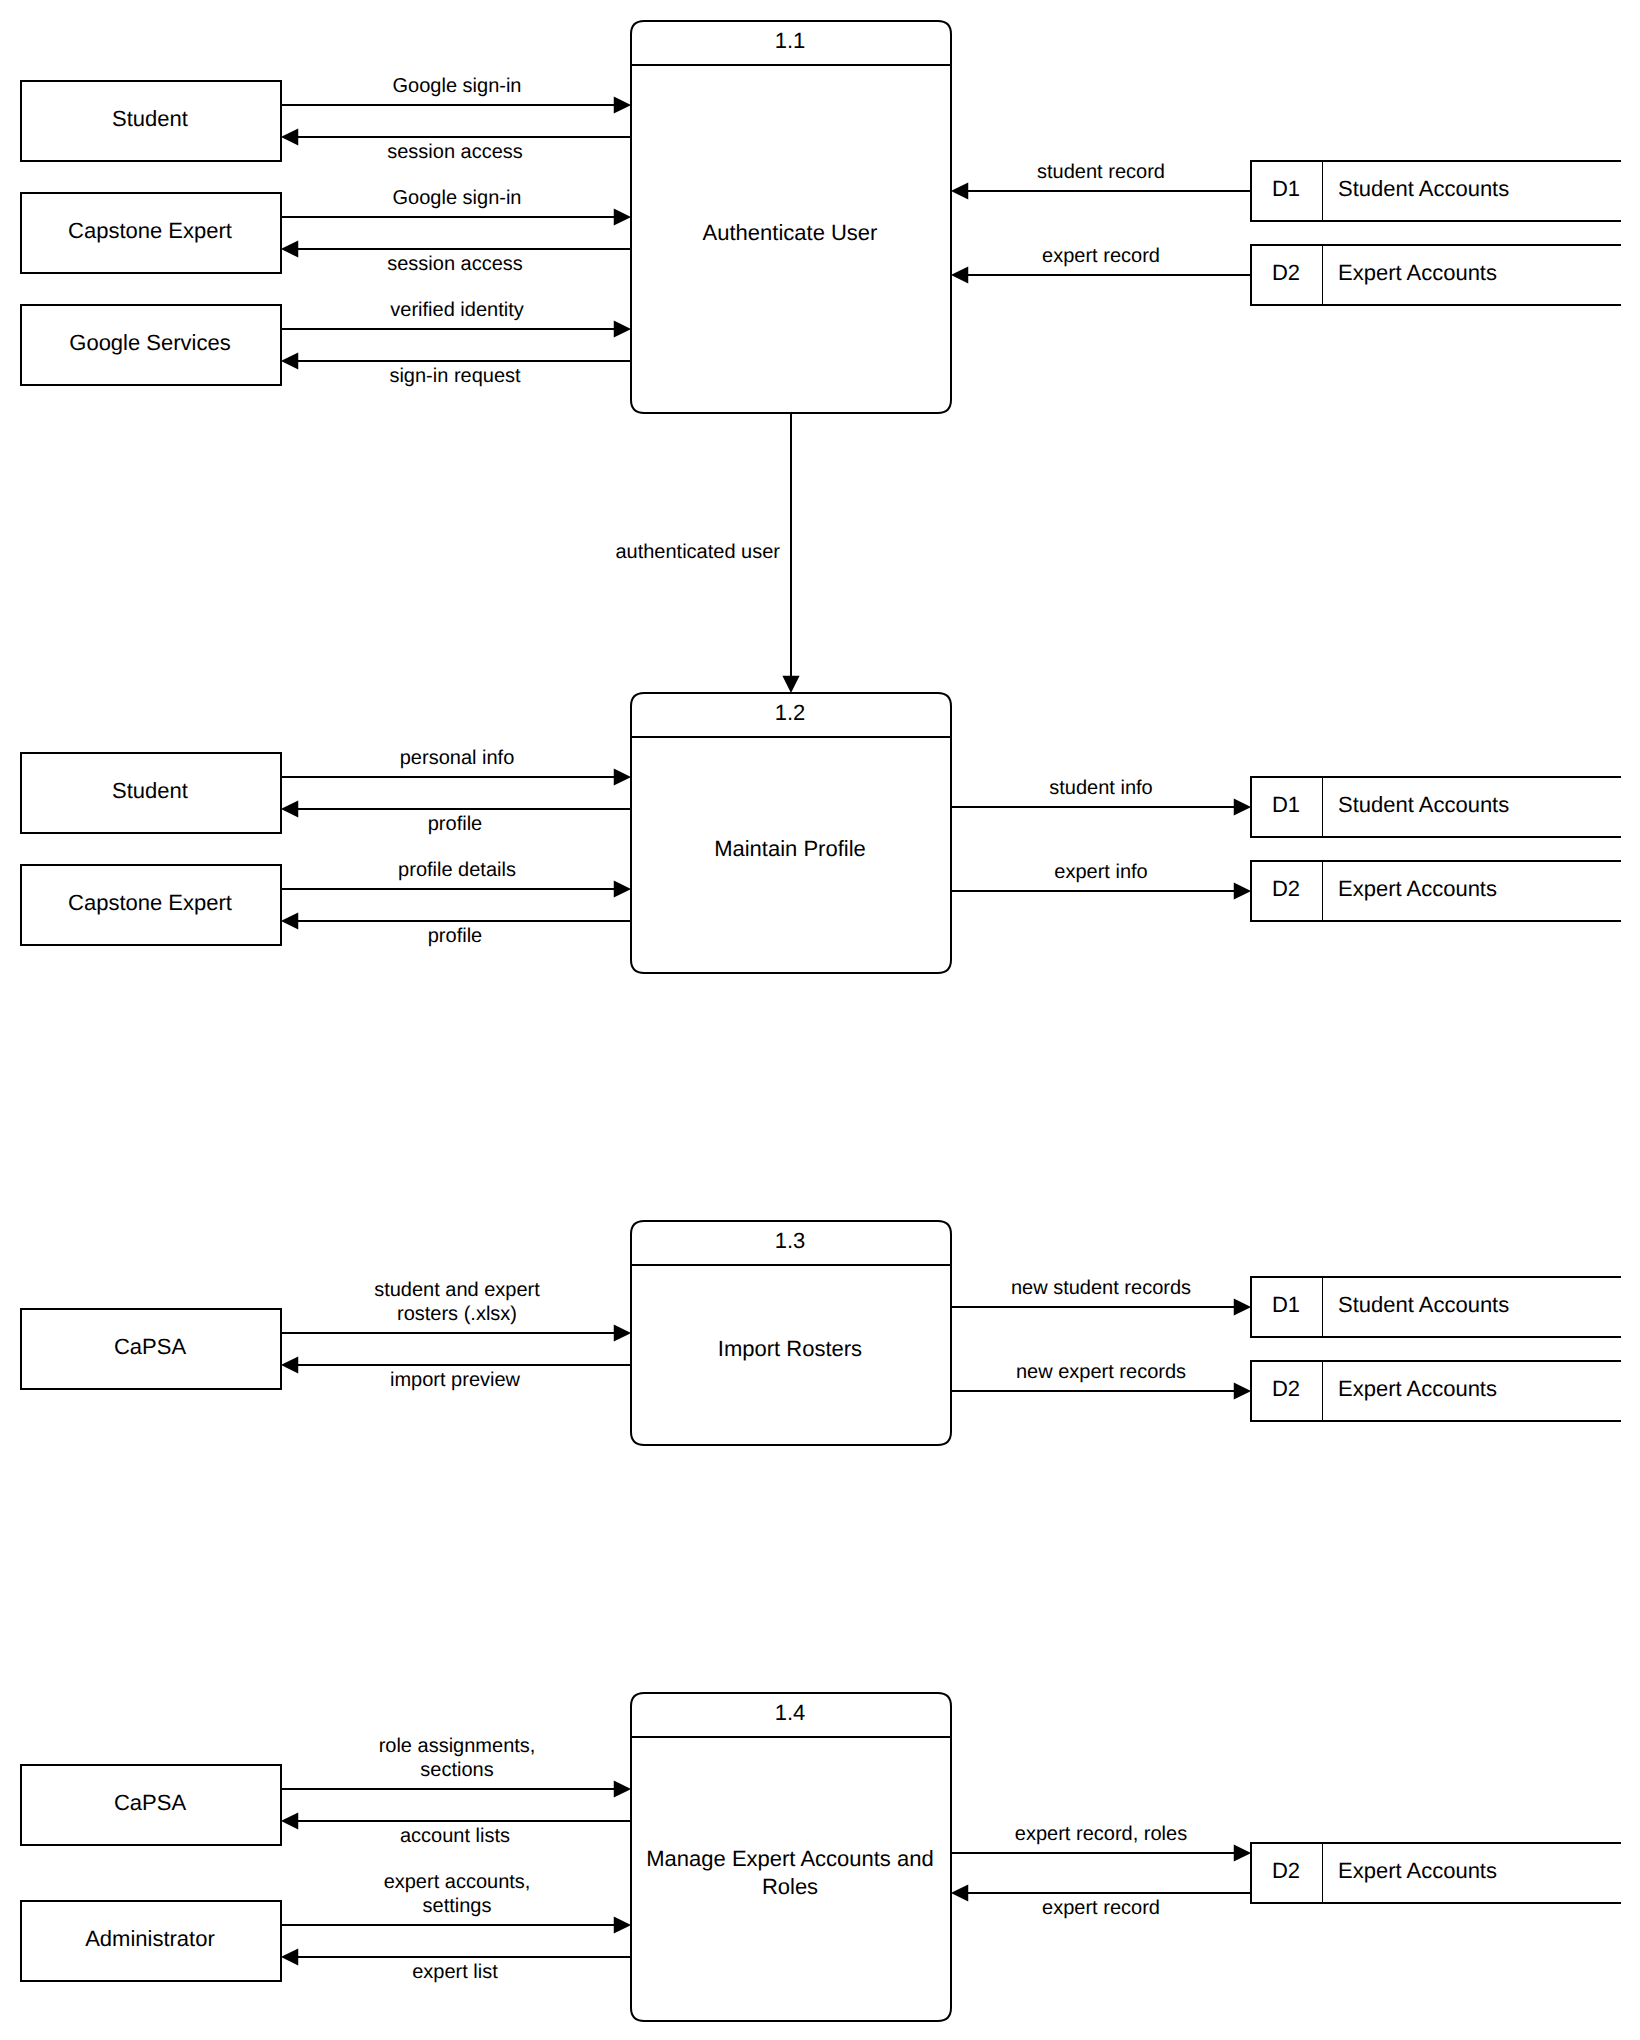 1.1
Google sign-in
Student
session access
Google sign-in
Capstone Expert
session access
verified identity
Google Services
sign-in request
Authenticate User
student record
D1 Student Accounts
expert record
D2 Expert Accounts
authenticated user
1.2
personal info
Student
profile
profile details
Capstone Expert
profile
Maintain Profile
student info
D1 Student Accounts
expert info
D2 Expert Accounts
1.3
student and expert
rosters (.xlsx)
CaPSA
import preview
Import Rosters
new student records
D1 Student Accounts
new expert records
D2 Expert Accounts
1.4
role assignments,
sections
CaPSA
account lists
expert accounts,
settings
Administrator
expert list
Manage Expert Accounts and
Roles
expert record, roles
D2 Expert Accounts
expert record